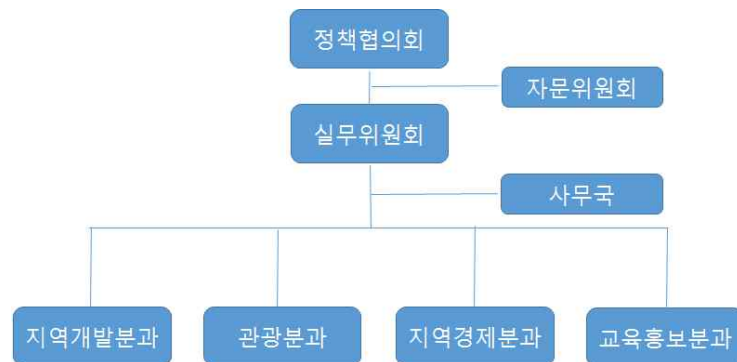 정책협의회
자문위원회
실무위원회
사무국
지역개발분과
관광분과
지역경제분과
교육홍보분과